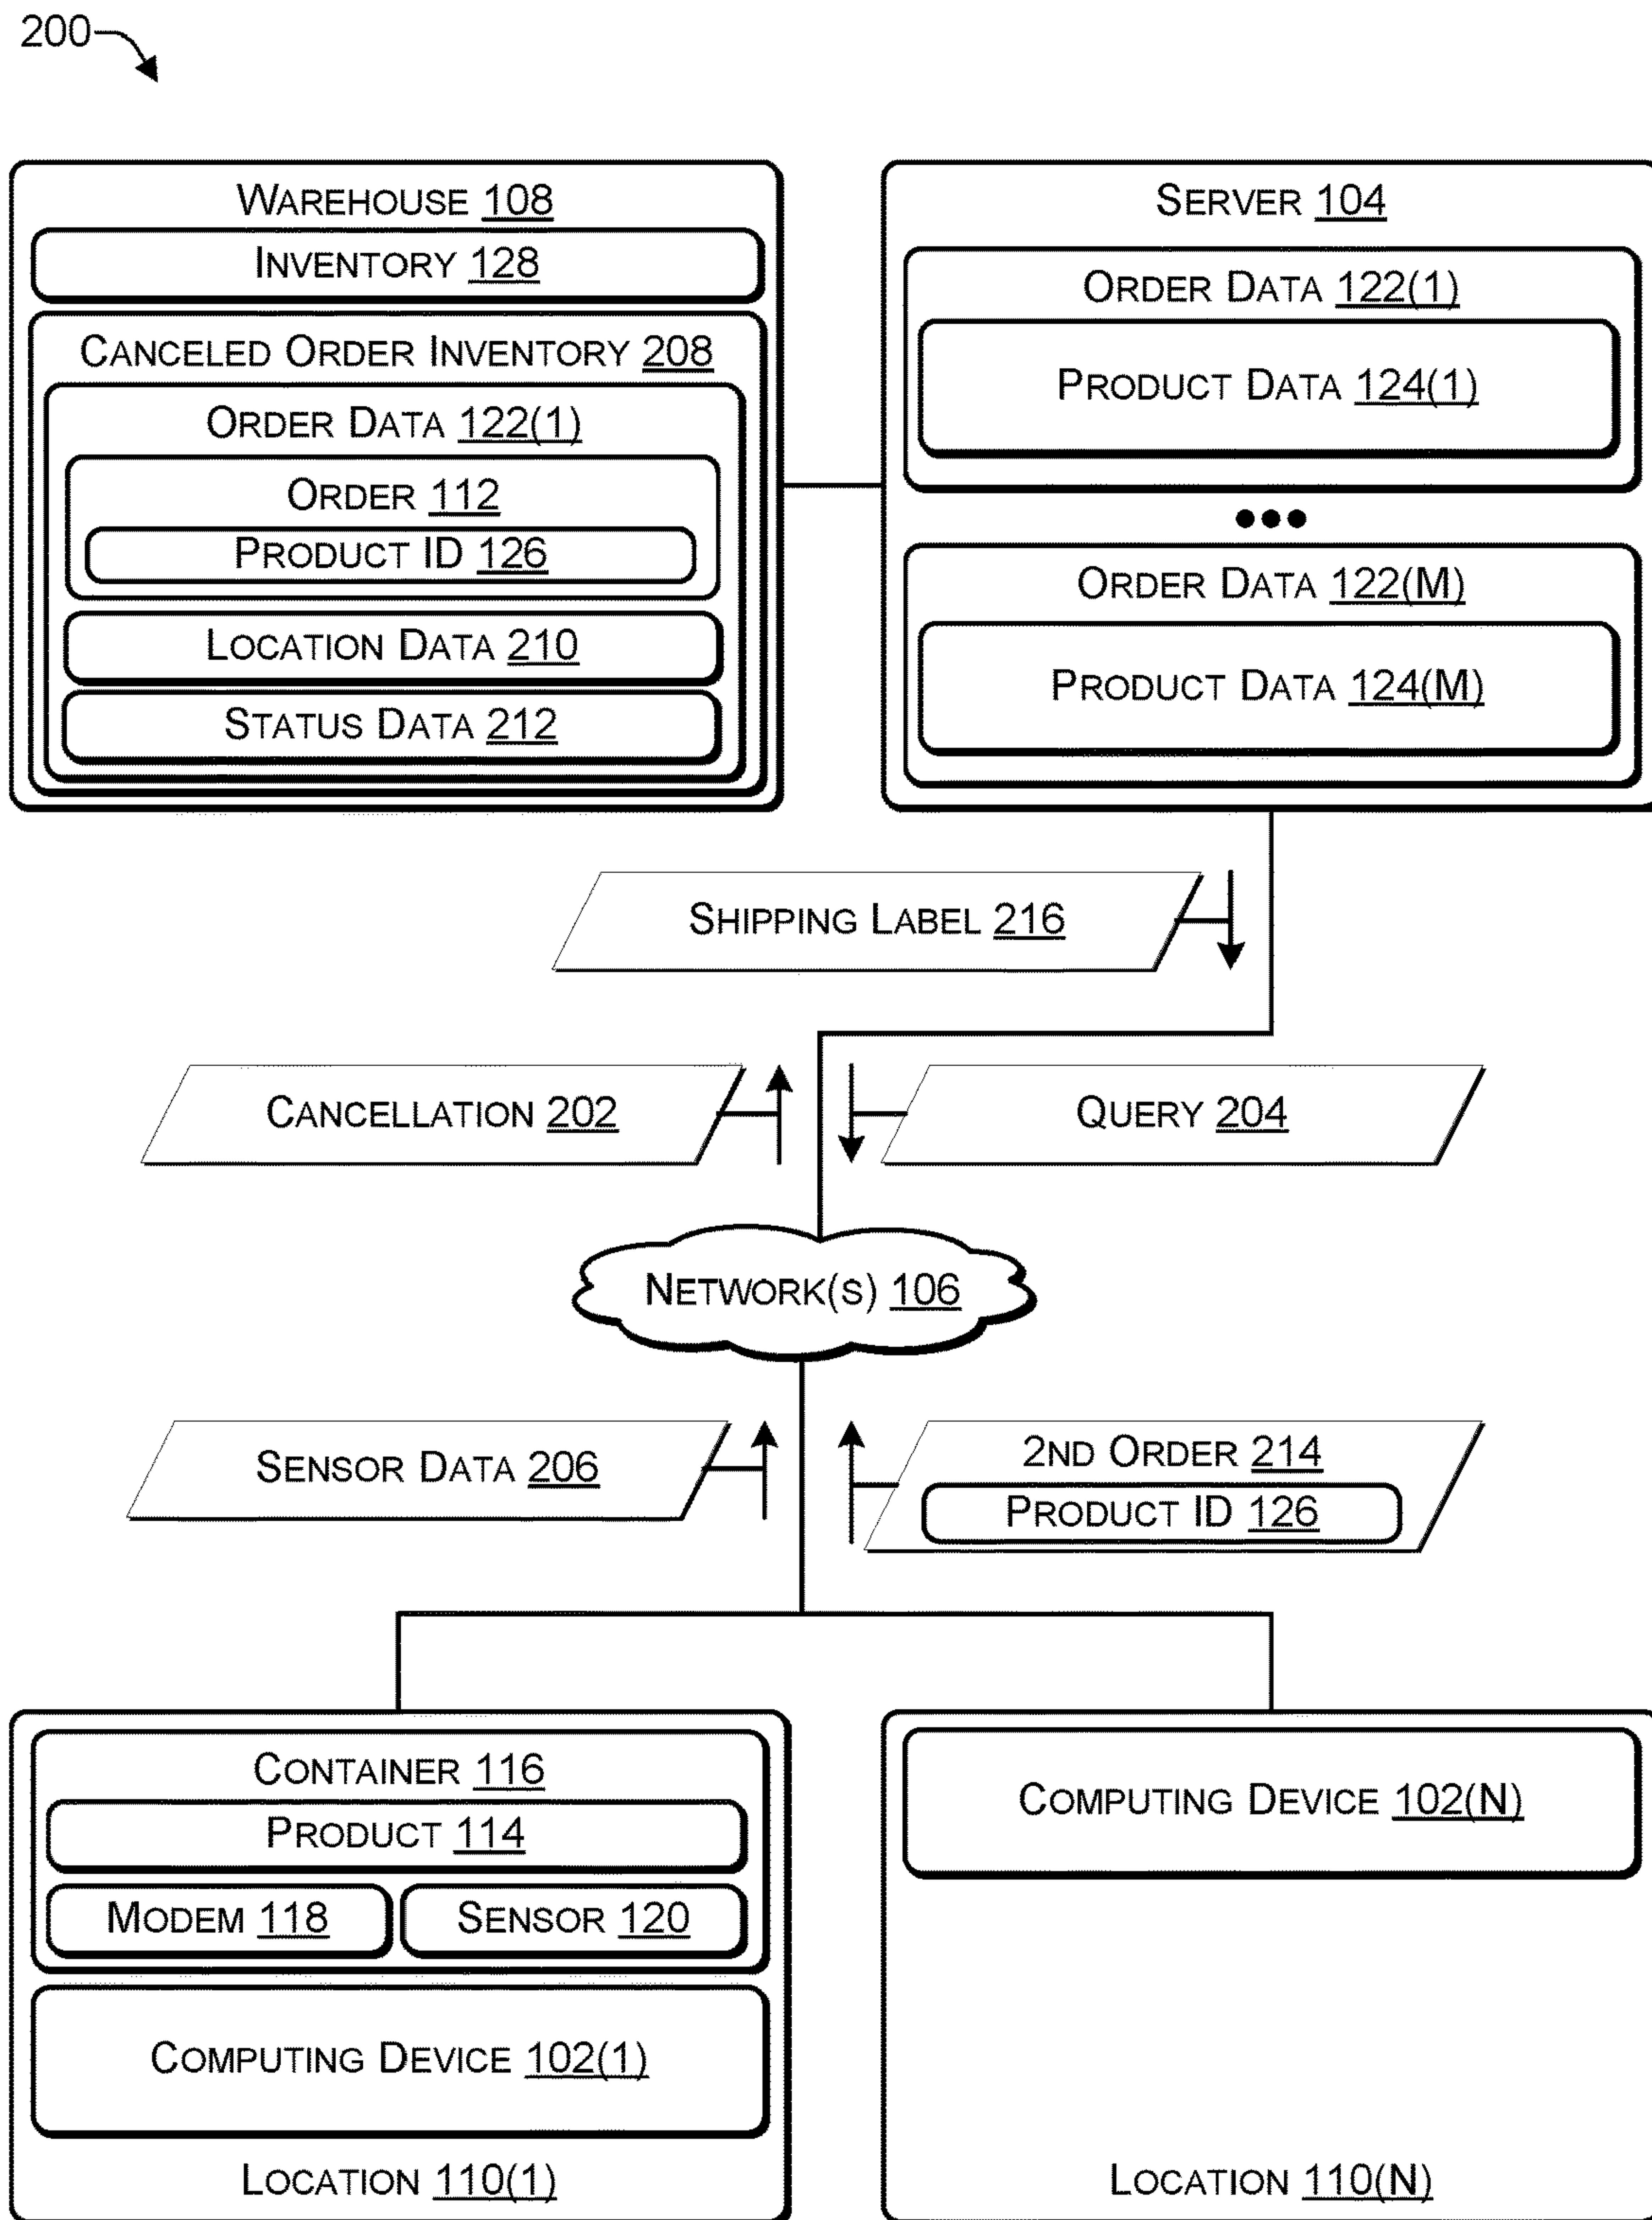 200
WAREHOUSE 108
INVENTORY 128
CANCELED ORDER INVENTORY 208
ORDER DATA 122(1)
ORDER 112
PRODUCT ID 126
LOCATION DATA 210
STATUS DATA 212
SERVER 104
ORDER DATA 122(1)
PRODUCT DATA 124(1)
ORDER DATA 122(M)
PRODUCT DATA 124(M)
SHIPPING LABEL 216
CANCELLATION 202
QUERY 204
NETWORK(S) 106
SENSOR DATA 206
2ND ORDER 214
PRODUCT ID 126
CONTAINER 116
PRODUCT 114
MODEM 118
SENSOR 120
COMPUTING DEVICE 102(1)
LOCATION 110(1)
COMPUTING DEVICE 102(N)
LOCATION 110(N)